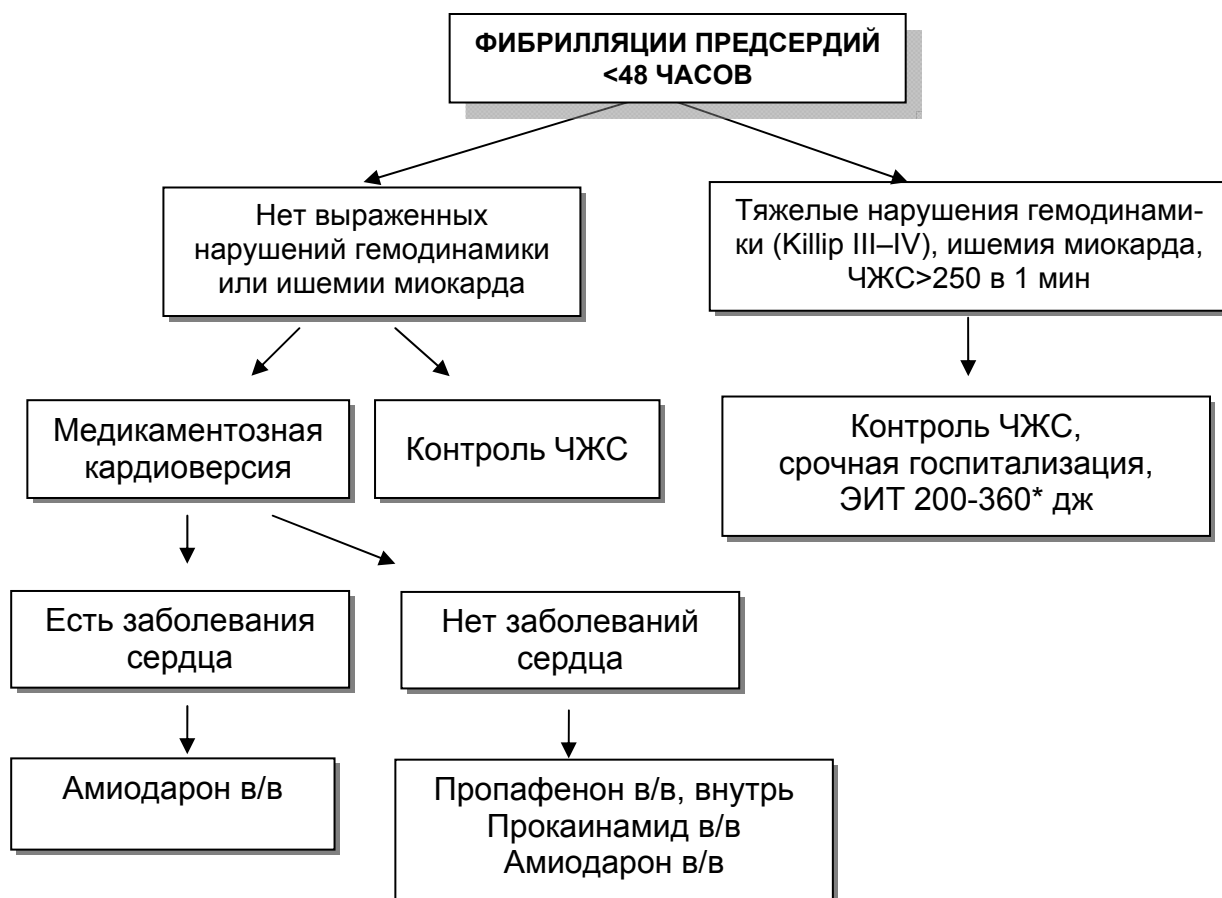 ФИБРИЛЛЯЦИИ ПРЕДСЕРДИЙ
<48 ЧАСОВ
Нет выраженных
нарушений гемодинамики
или ишемии миокарда
Тяжелые нарушения гемодинами-
ки (Killip III–IV), ишемия миокарда,
ЧЖС>250 в 1 мин
Медикаментозная
кардиоверсия
Контроль ЧЖС
Контроль ЧЖС,
срочная госпитализация,
ЭИТ 200-360* дж
Есть заболевания
сердца
Нет заболеваний
сердца
Амиодарон в/в
Пропафенон в/в, внутрь
Прокаинамид в/в
Амиодарон в/в